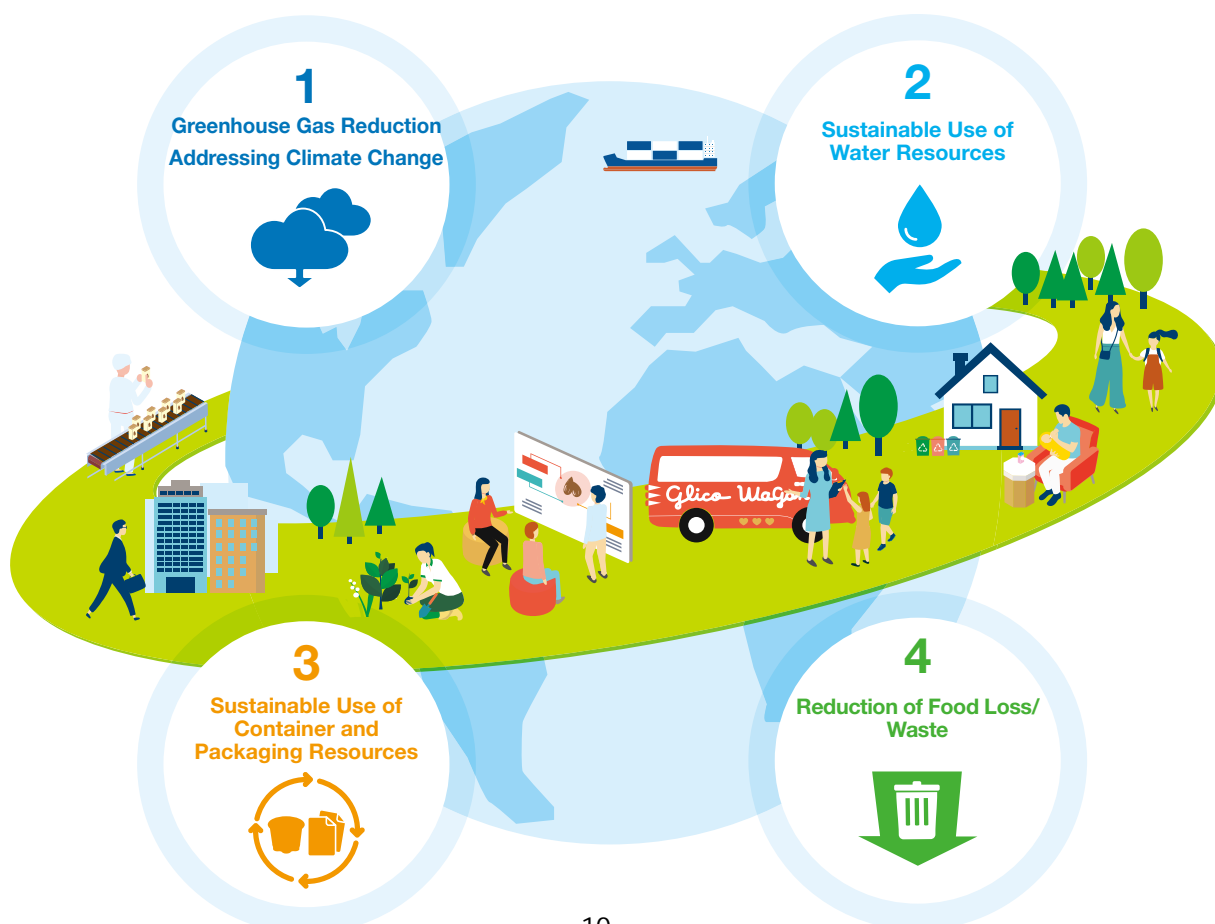 1
Greenhouse Gas Reduction
Addressing Climate Change
2
Sustainable Use of
Water Resources
Glico Wagon
3
Sustainable Use of
Container and
Packaging Resources
4
Reduction of Food Loss/
Waste